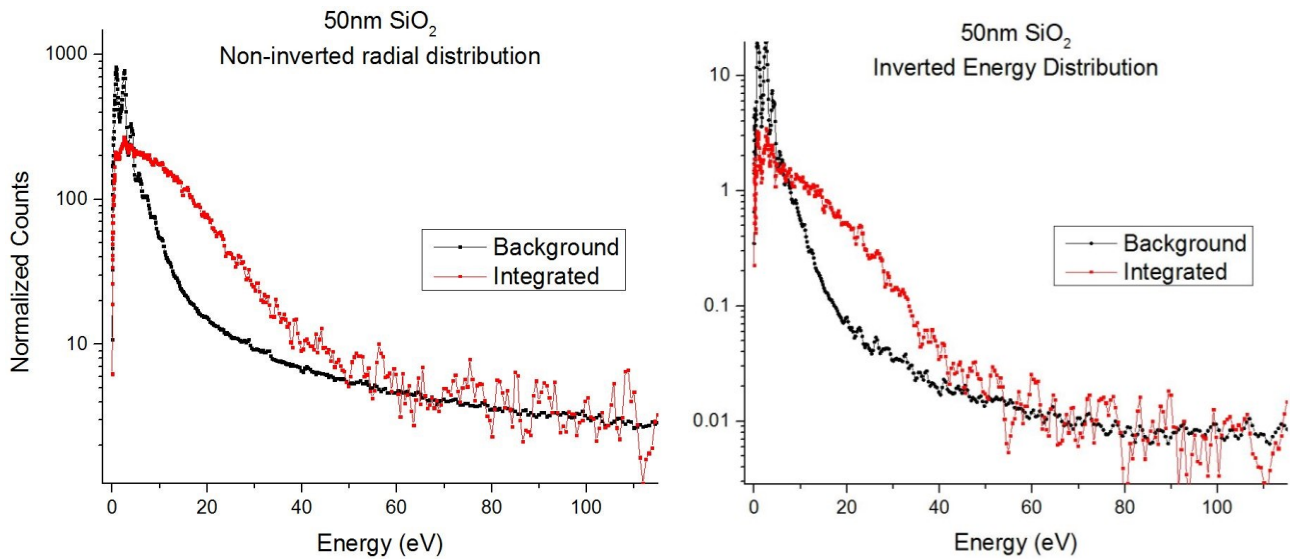 50nm SiO₂
Non-inverted radial distribution
1000
100
10
Normalized Counts
Background
Integrated
0 20 40 60 80 100
Energy (eV)
50nm SiO₂
Inverted Energy Distribution
10
1
0.1
0.01
Background
Integrated
0 20 40 60 80 100
Energy (eV)